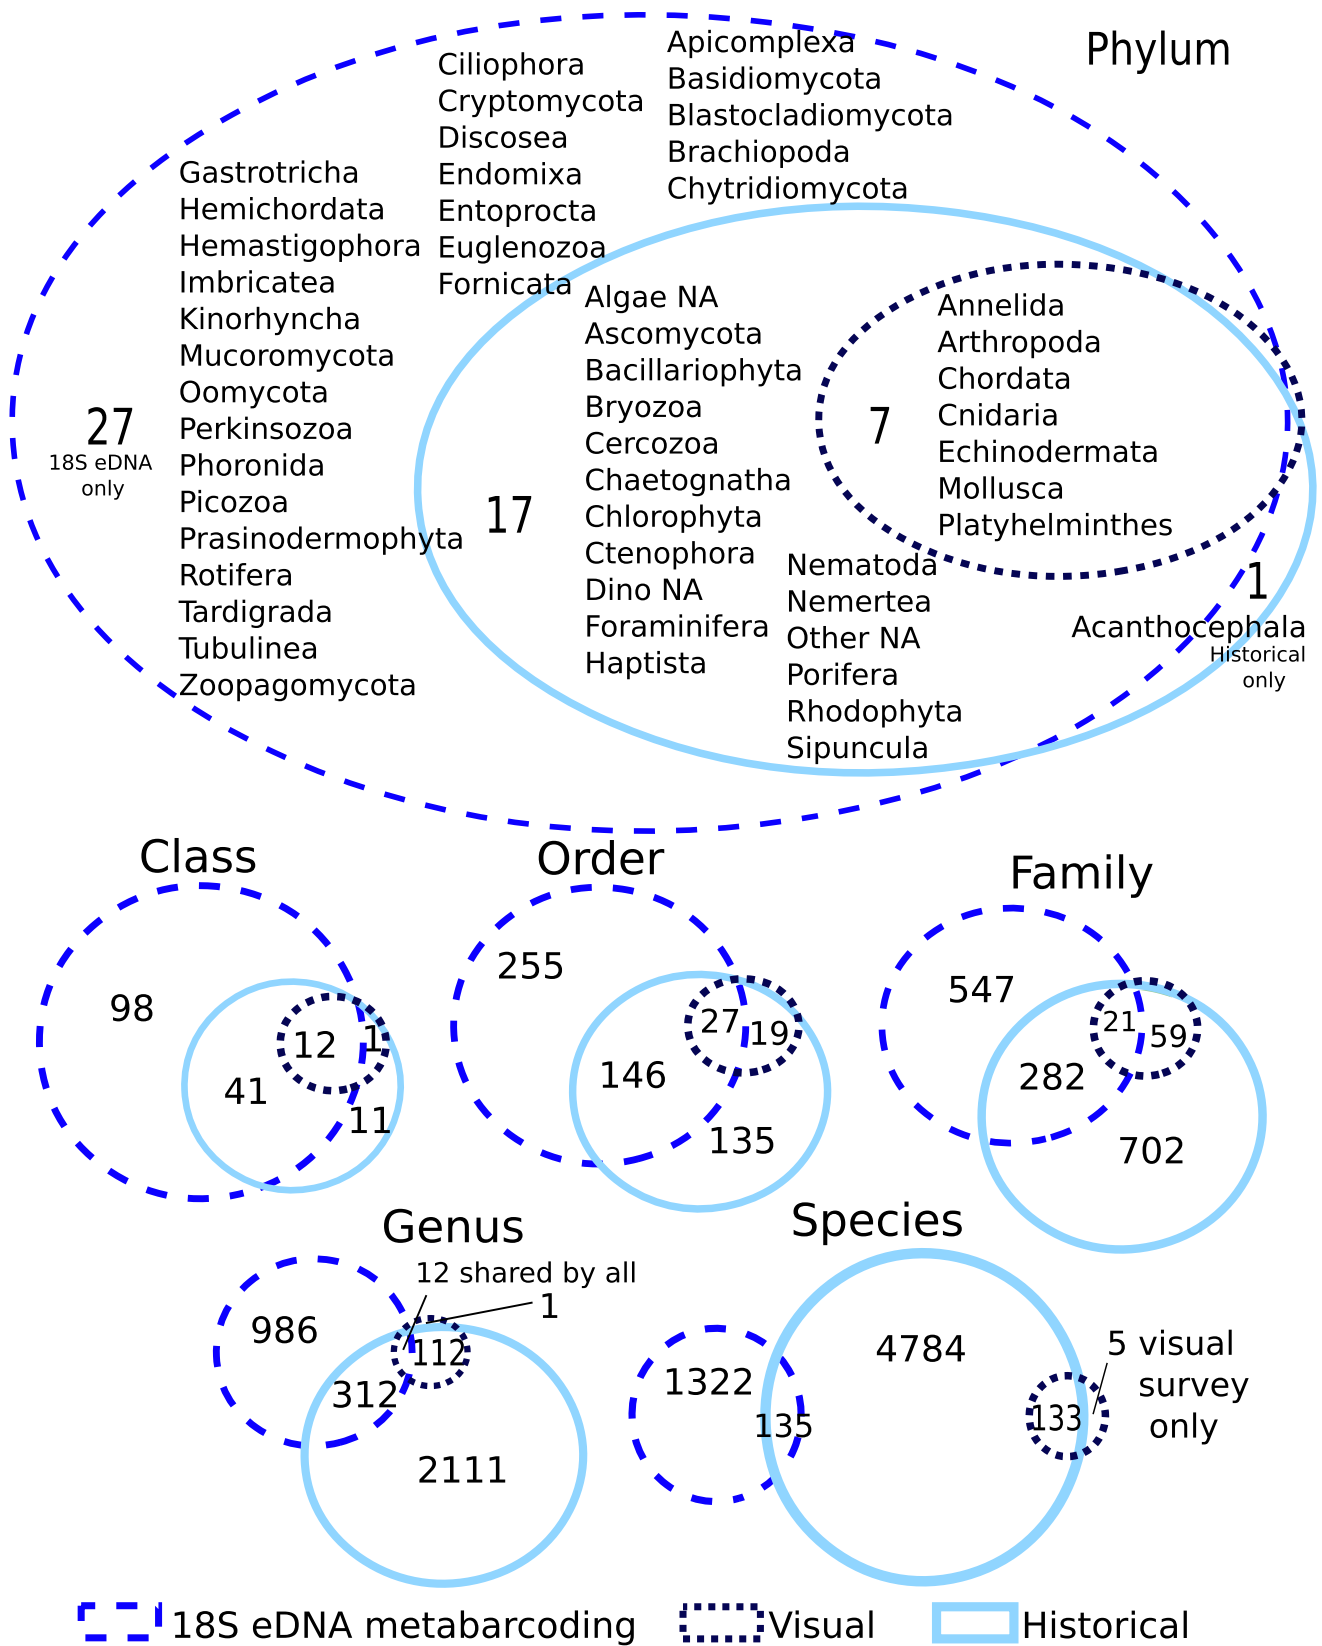 Phylum
Apicomplexa
Basidiomycota
Blastocladiomycota
Brachiopoda
Chytridiomycota
Ciliophora
Cryptomycota
Discosea
Endomixa
Entoprocta
Euglenozoa
Fornicata
Gastrotricha
Hemichordata
Hemastigophora
Imbricatea
Kinorhyncha
Mucoromycota
Oomycota
Perkinsozoa
Phoronida
Picozoa
Prasinodermophyta
Rotifera
Tardigrada
Tubulinea
Zoopagomycota
27
18S eDNA
only
17
Algae NA
Ascomycota
Bacillariophyta
Bryozoa
Cercozoa
Chaetognatha
Chlorophyta
Ctenophora
Dino NA
Foraminifera
Haptista
Nematoda
Nemertea
Other NA
Porifera
Rhodophyta
Sipuncula
7
Annelida
Arthropoda
Chordata
Cnidaria
Echinodermata
Mollusca
Platyhelminthes
1
Acanthocephala
Historical
only
Class
98
12
1
41
11
Order
255
27
19
146
135
Family
547
21
59
282
702
Genus
12 shared by all
1
986
112
312
2111
Species
4784
1322
135
133
5 visual
survey
only
18S eDNA metabarcoding
Visual
Historical